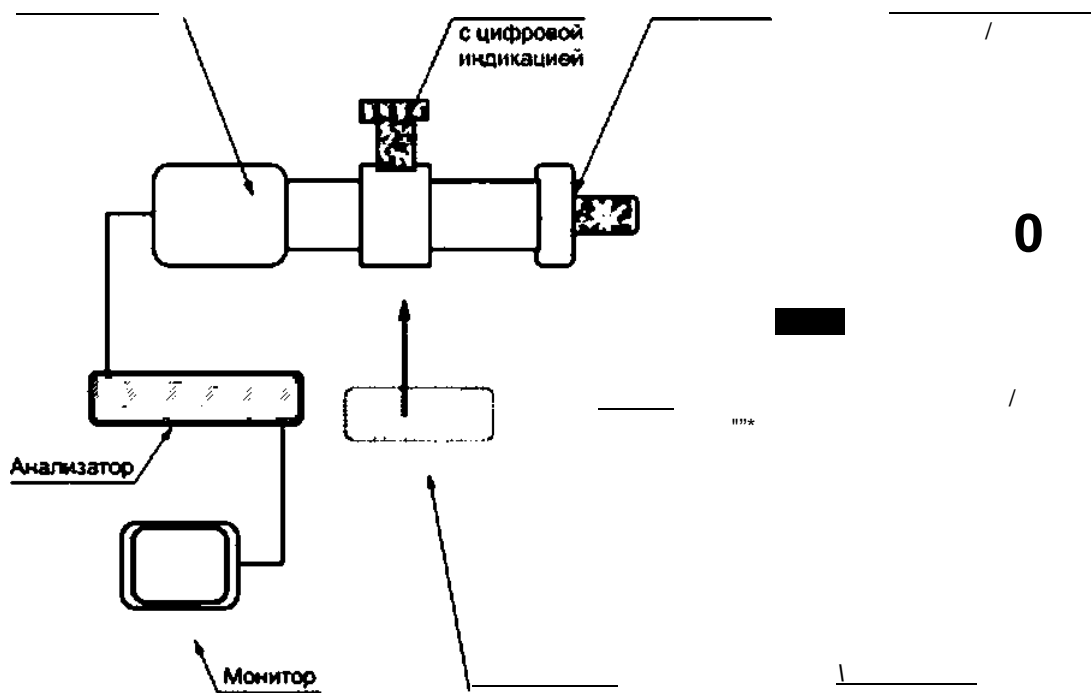 с цифровой
индикацией
/
0
/
""*
Анализатор
Монитор
\